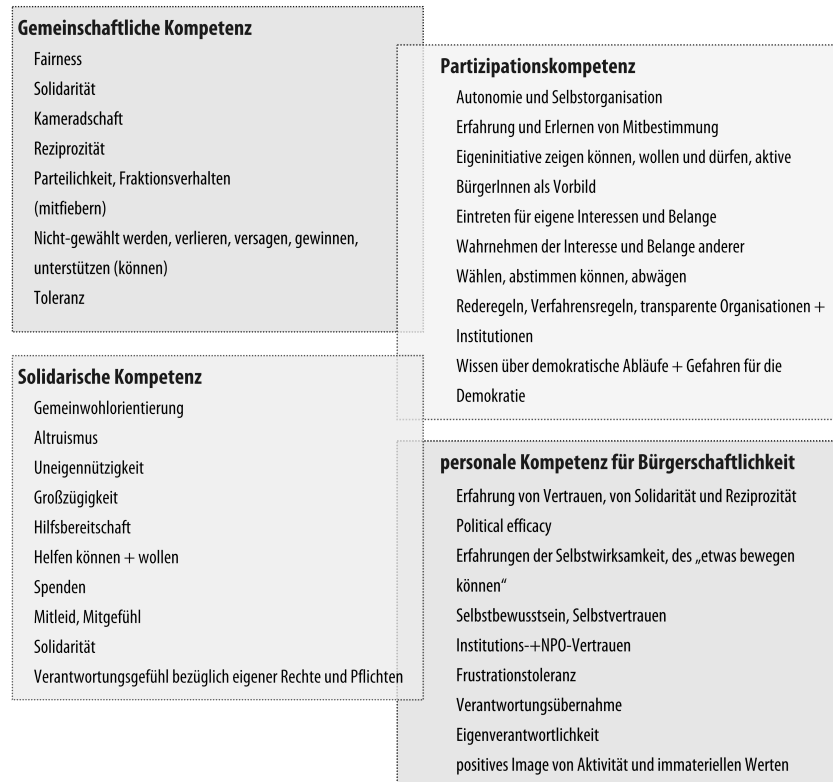 Gemeinschaftliche Kompetenz
Fairness
Solidarität
Kameradschaft
Reziprozität
Parteilichkeit, Fraktionsverhalten
(mitfiebern)
Nicht-gewählt werden, verlieren, versagen, gewinnen,
unterstützen (können)
Toleranz
Partizipationskompetenz
Autonomie und Selbstorganisation
Erfahrung und Erlernen von Mitbestimmung
Eigeninitiative zeigen können, wollen und dürfen, aktive
BürgerInnen als Vorbild
Eintreten für eigene Interessen und Belange
Wahrnehmen der Interesse und Belange anderer
Wählen, abstimmen können, abwägen
Rederegeln, Verfahrensregeln, transparente Organisationen +
Institutionen
Wissen über demokratische Abläufe + Gefahren für die
Demokratie
Solidarische Kompetenz
Gemeinwohlorientierung
Altruismus
Uneigennützigkeit
Großzügigkeit
Hilfsbereitschaft
Helfen können + wollen
Spenden
Mitleid, Mitgefühl
Solidarität
Verantwortungsgefühl bezüglich eigener Rechte und Pflichten
personale Kompetenz für Bürgerschaftlichkeit
Erfahrung von Vertrauen, von Solidarität und Reziprozität
Political efficacy
Erfahrungen der Selbstwirksamkeit, des „etwas bewegen
können“
Selbstbewusstsein, Selbstvertrauen
Institutions-+NPO-Vertrauen
Frustrationstoleranz
Verantwortungsübernahme
Eigenverantwortlichkeit
positives Image von Aktivität und immateriellen Werten